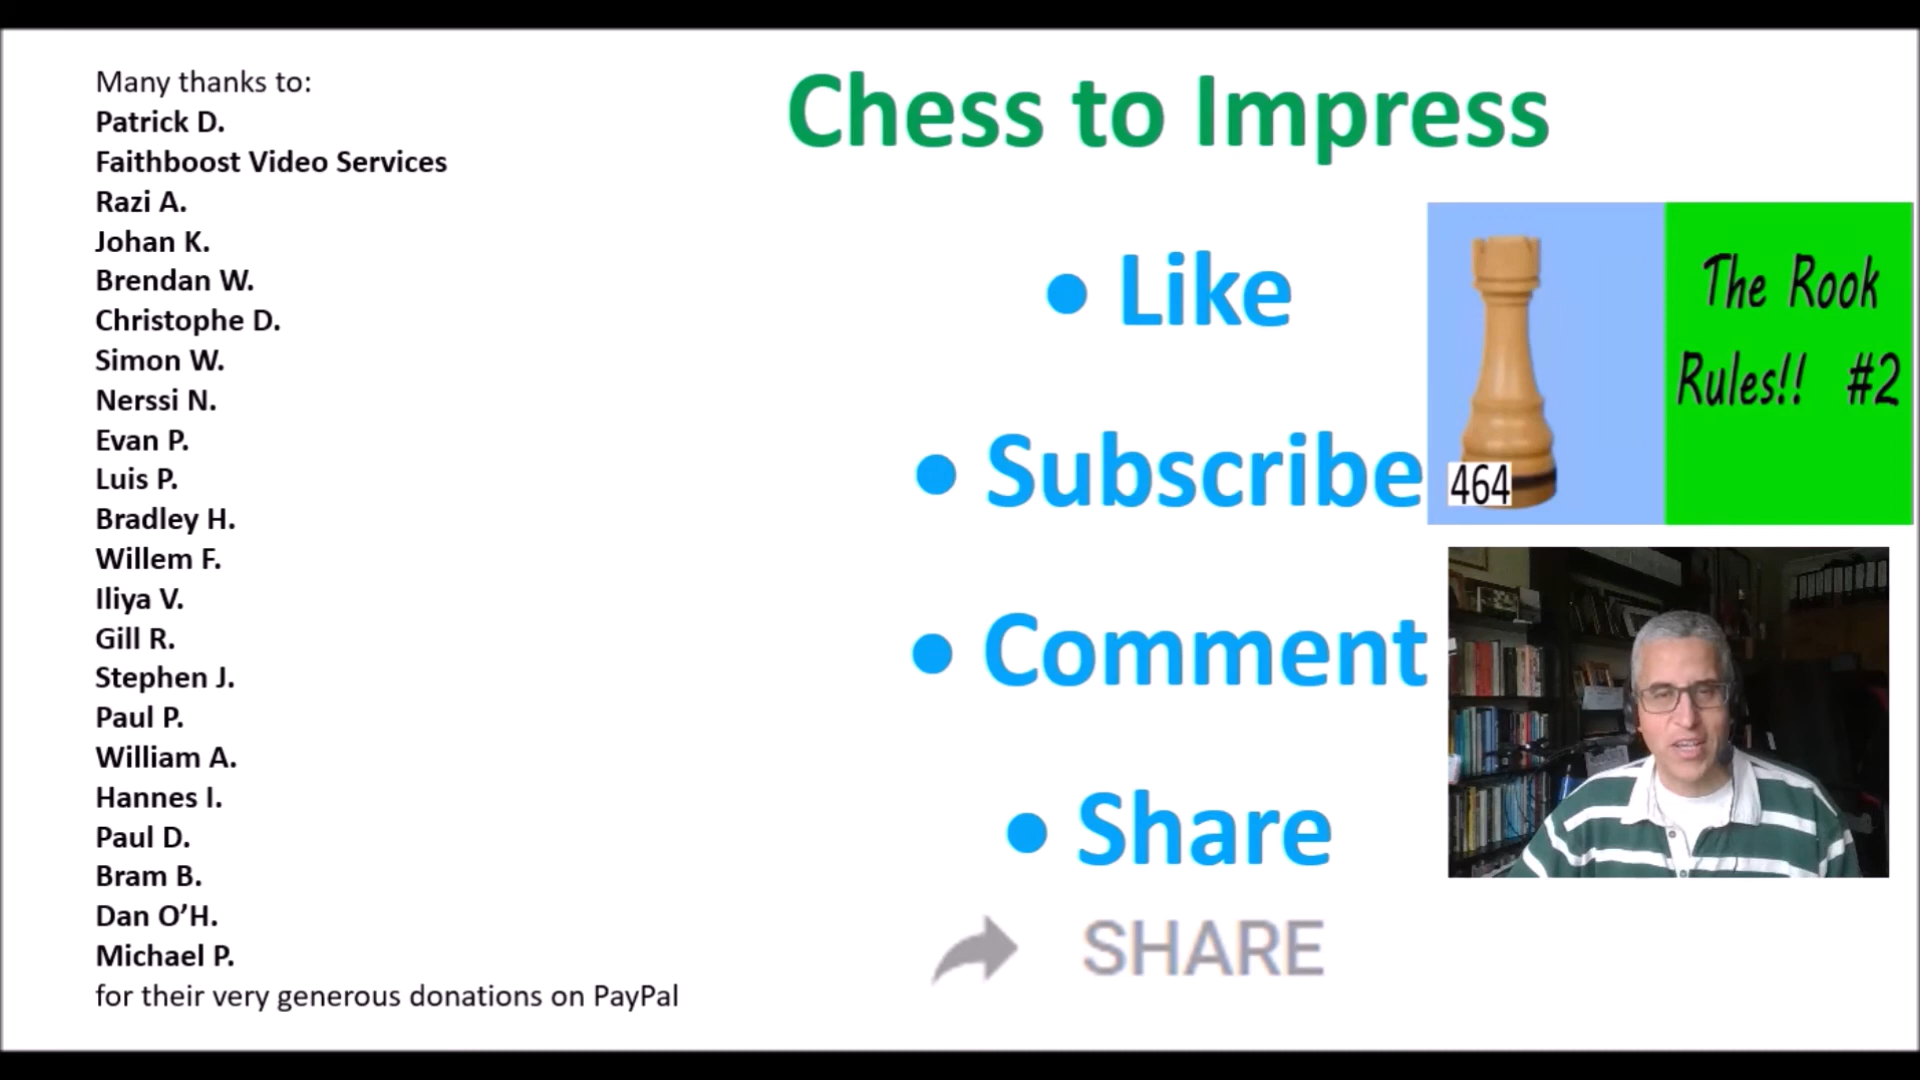 Many thanks to:
Patrick D.
Faithboost Video Services
Razi A.
Johan K.
Brendan W.
Christophe D.
Simon W.
Nerssi N.
Evan P.
Luis P.
Bradley H.
Willem F.
Iliya V.
Gill R.
Stephen J.
Paul P.
William A.
Hannes I.
Paul D.
Bram B.
Dan O’H.
Michael P.
for their very generous donations on PayPal
Chess to Impress
• Like
• Subscribe
• Comment
• Share
SHARE
The Rook
Rules!! #2
464